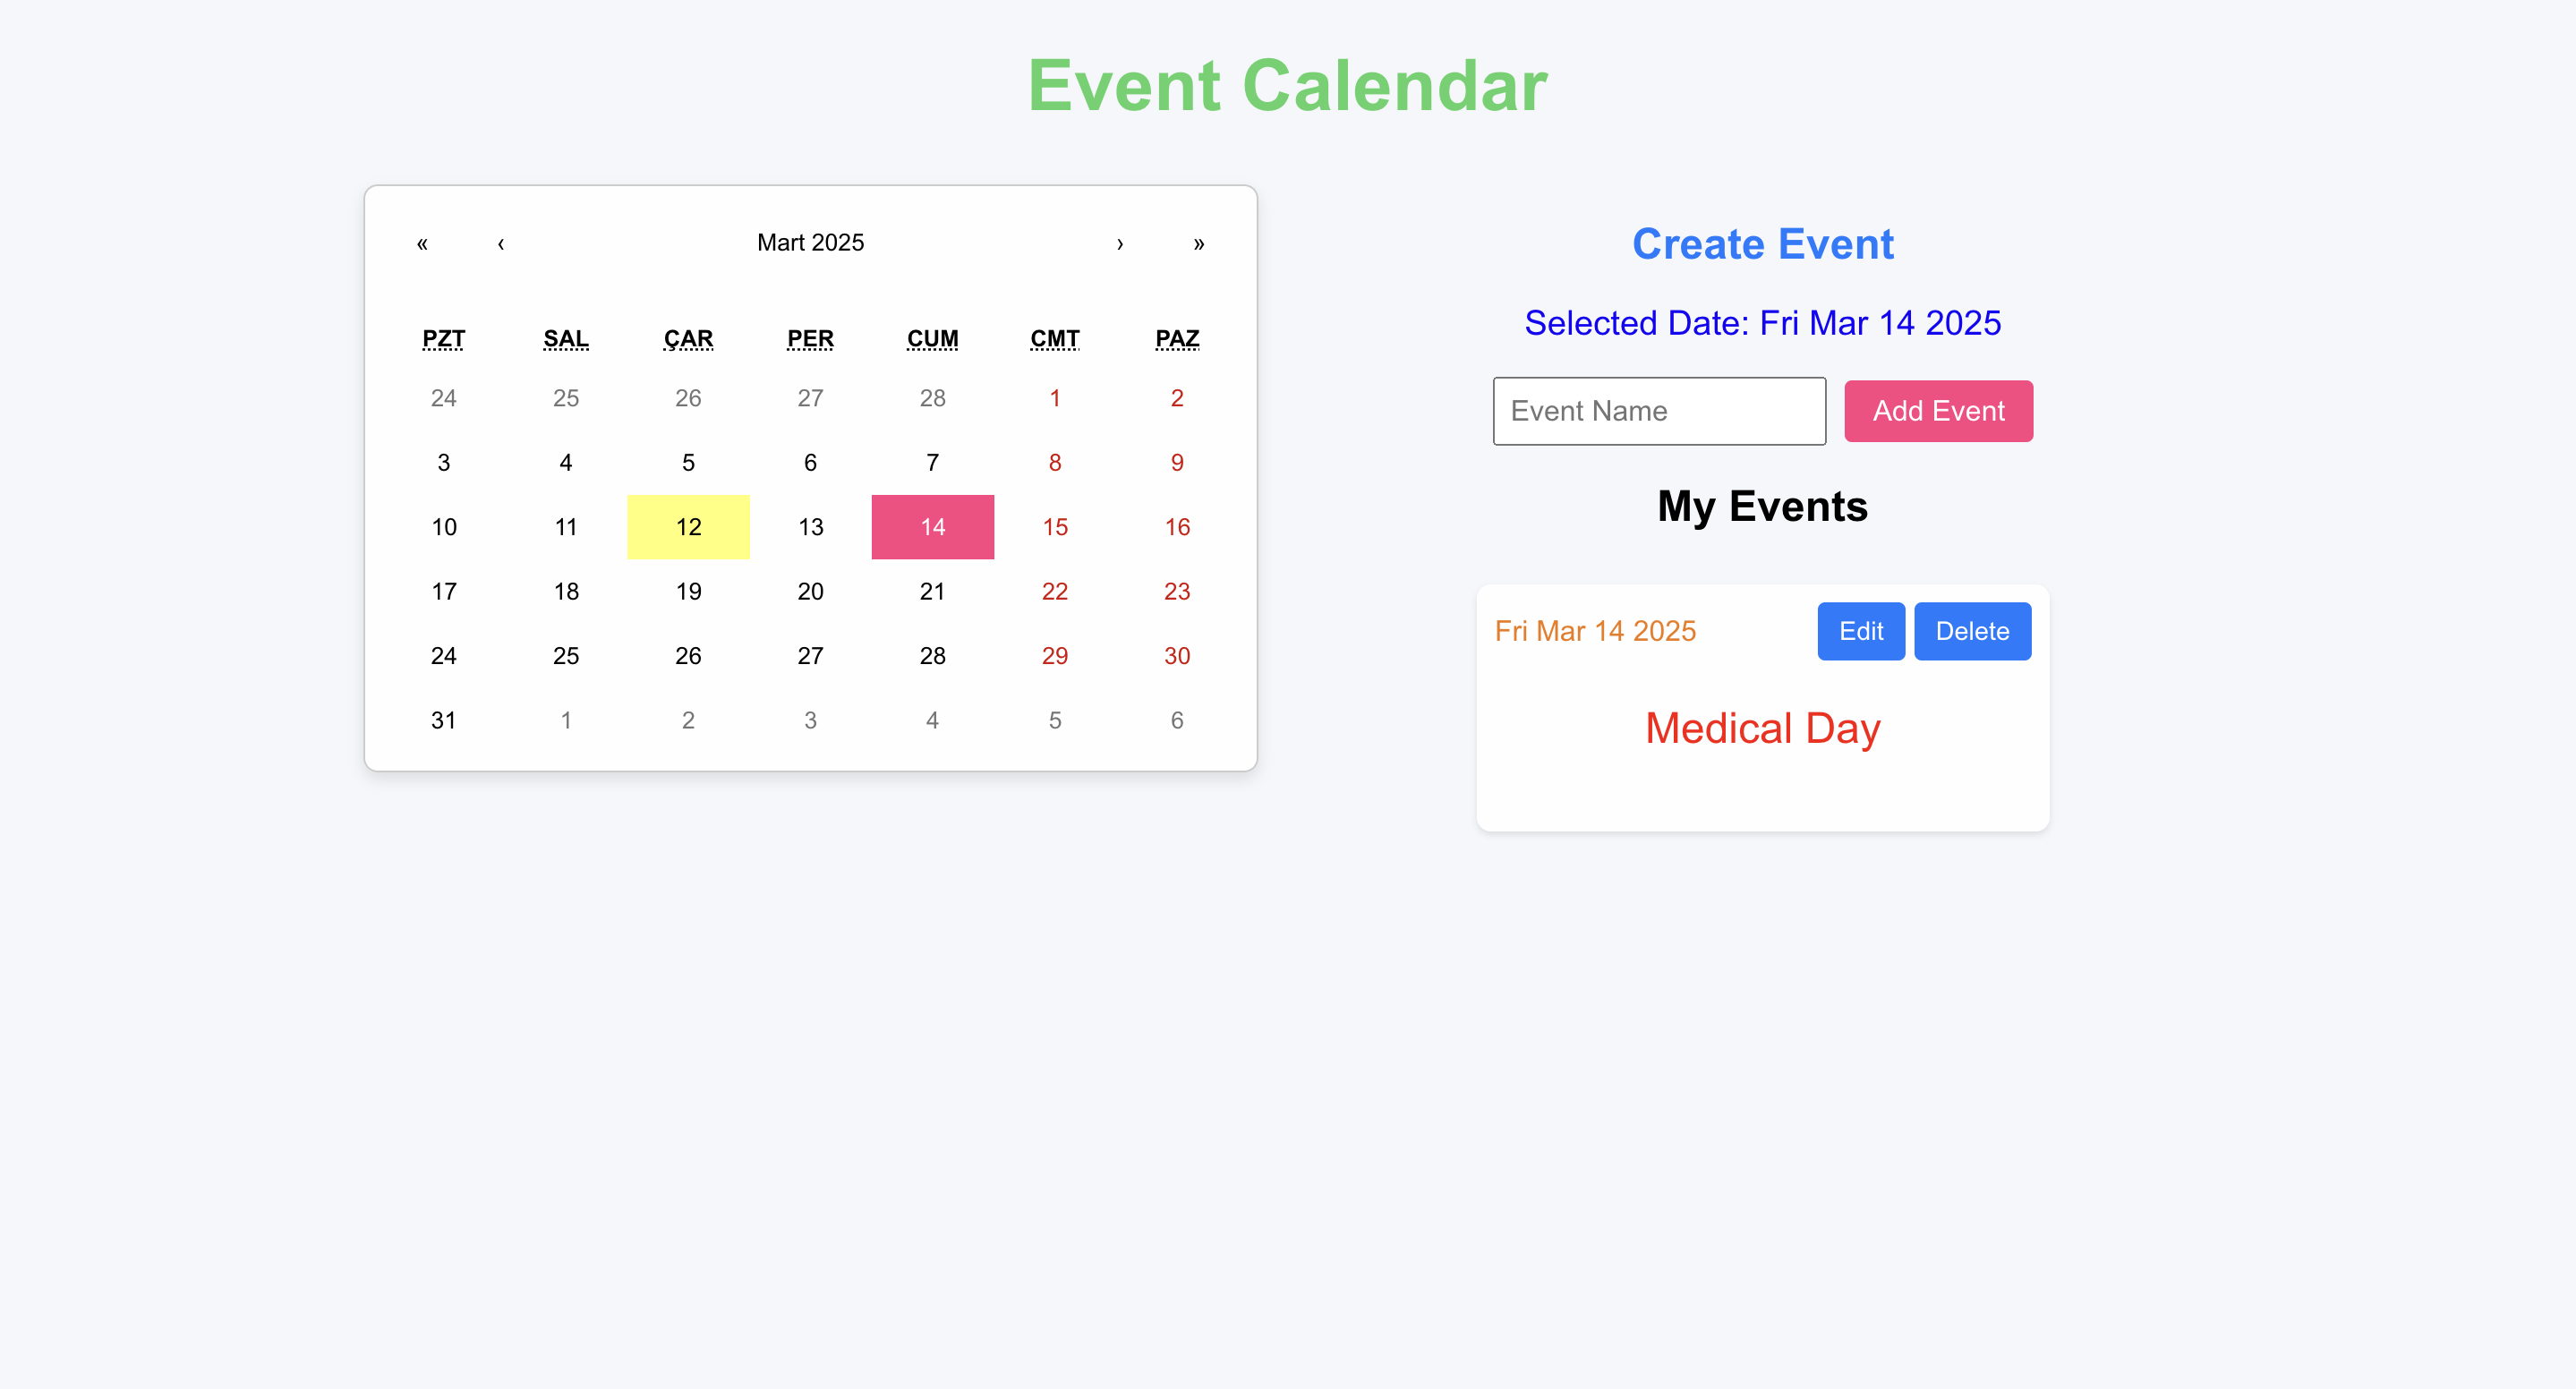 Event Calendar
« ‹ Mart 2025 › »
PZT SAL ÇAR PER CUM CMT PAZ
24 25 26 27 28 1 2
3 4 5 6 7 8 9
10 11 12 13 14 15 16
17 18 19 20 21 22 23
24 25 26 27 28 29 30
31 1 2 3 4 5 6
Create Event
Selected Date: Fri Mar 14 2025
Event Name Add Event
My Events
Fri Mar 14 2025 Edit Delete
Medical Day